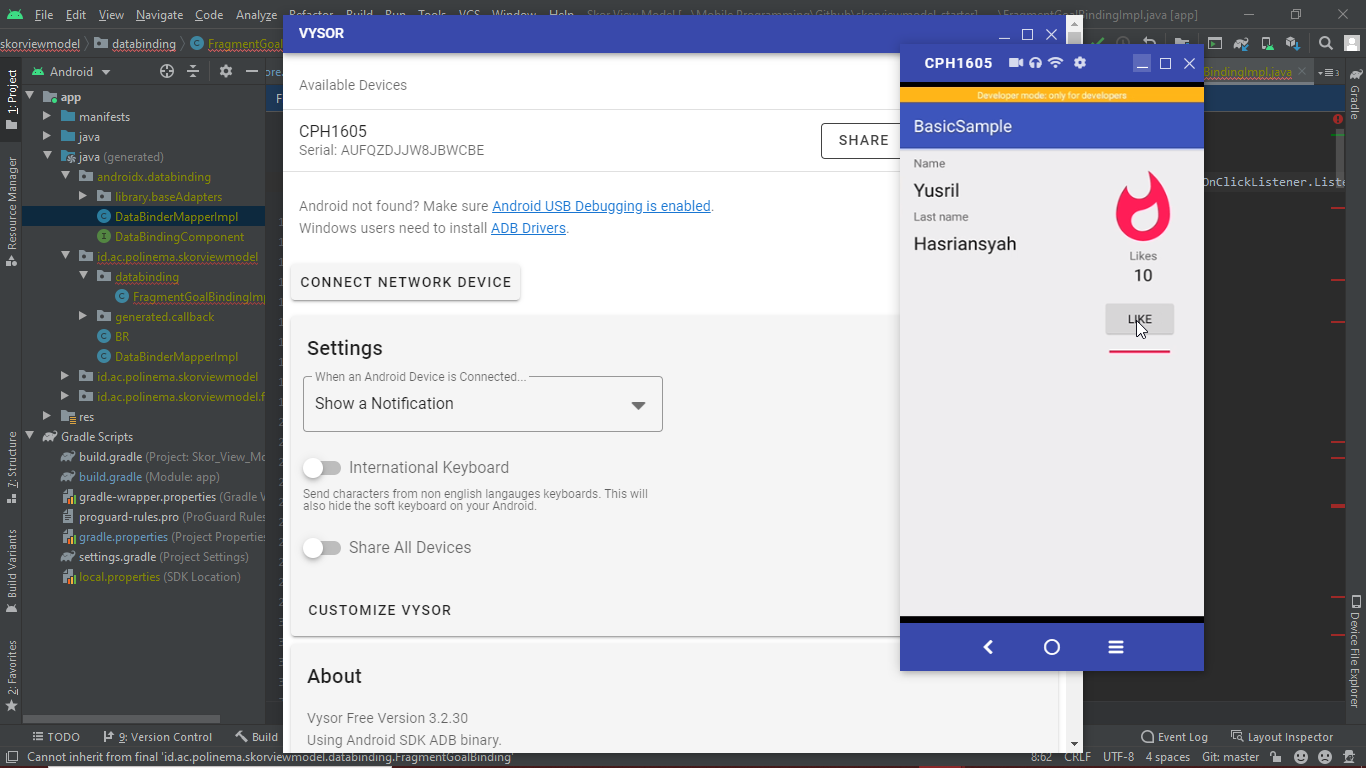 File Edit View Navigate Code Analyze Refactor Build Run Tools VCS Window Help FragmentGoalBindingImpl.java [app]
skorviewmodel databinding FragmentGoal
VYSOR
Available Devices
CPH1605
Serial: AUFQZDJJW8JBWCBE
SHARE
Android not found? Make sure Android USB Debugging is enabled.
Windows users need to install ADB Drivers.
CONNECT NETWORK DEVICE
Settings
When an Android Device is Connected...
Show a Notification
International Keyboard
Send characters from non english langauges keyboards. This will
also hide the soft keyboard on your Android.
Share All Devices
CUSTOMIZE VYSOR
About
Vysor Free Version 3.2.30
Using Android SDK ADB binary.
CPH1605
Developer mode: only for developers
BasicSample
Name
Yusril
Last name
Hasriansyah
Likes
10
LIKE
Android
app
manifests
java
java (generated)
androidx.databinding
library.baseAdapters
DataBinderMapperImpl
DataBindingComponent
id.ac.polinema.skorviewmodel
databinding
FragmentGoalBindingImp
generated.callback
BR
DataBinderMapperImpl
id.ac.polinema.skorviewmodel
id.ac.polinema.skorviewmodel.f
res
Gradle Scripts
build.gradle (Project: Skor_View_Mo
build.gradle (Module: app)
gradle-wrapper.properties (Gradle V
proguard-rules.pro (ProGuard Rules
gradle.properties (Project Properties
settings.gradle (Project Settings)
local.properties (SDK Location)
1: Project
Resource Manager
7: Structure
Build Variants
2: Favorites
BindingImpl.java
OnClickListener.Liste
Gradle
Device File Explorer
TODO 9: Version Control Build Event Log Layout Inspector
Cannot inherit from final 'id.ac.polinema.skorviewmodel.databinding.FragmentGoalBinding' 8:62 CRLF UTF-8 4 spaces Git: master